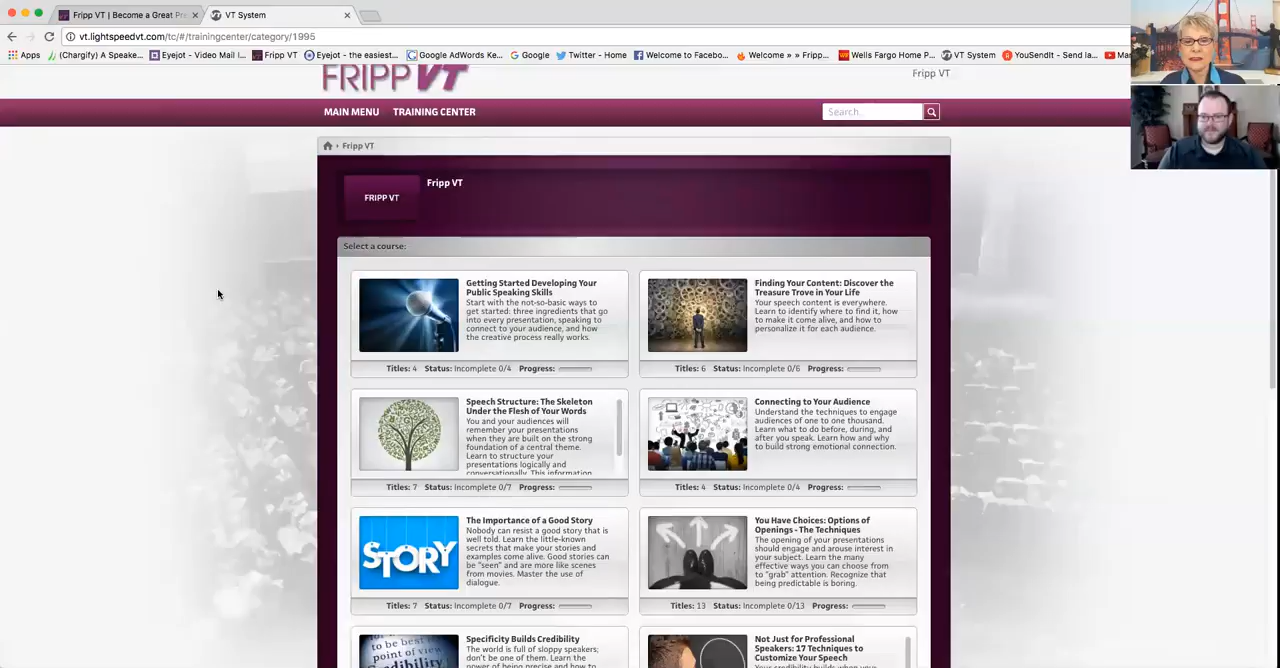 Fripp VT | Become a Great Pre
VT System
vt.lightspeedvt.com/tc/#/trainingcenter/category/1995
Apps
(Chargify) A Speake...
Eyejot - Video Mail i...
Fripp VT
Eyejot - the easiest...
Google AdWords Ke...
Google
Twitter - Home
Welcome to Facebo...
Welcome » » Fripp...
Wells Fargo Home P...
VT System
YouSendIt - Send la...
FRIPP VT
Fripp VT
MAIN MENU
TRAINING CENTER
Search...
Fripp VT
FRIPP VT
Fripp VT
Select a course:
Getting Started Developing Your
Public Speaking Skills
Start with the not-so-basic ways to
get started: three ingredients that go
into every presentation, speaking to
connect to your audience, and how
the creative process really works.
Titles: 4 Status: Incomplete 0/4 Progress:
Finding Your Content: Discover the
Treasure Trove in Your Life
Your speech content is everywhere.
Learn to identify where to find it, how
to make it come alive, and how to
personalize it for each audience.
Titles: 6 Status: Incomplete 0/6 Progress:
Speech Structure: The Skeleton
Under the Flesh of Your Words
You and your audiences will
remember your presentations
when they are built on the strong
foundation of a central theme.
Learn to structure your
presentations logically and
conversationally. This information
Titles: 7 Status: Incomplete 0/7 Progress:
Connecting to Your Audience
Understand the techniques to engage
audiences of one to one thousand.
Learn what to do before, during, and
after you speak. Learn how and why
to build strong emotional connection.
Titles: 4 Status: Incomplete 0/4 Progress:
STORY
The Importance of a Good Story
Nobody can resist a good story that is
well told. Learn the little-known
secrets that make your stories and
examples come alive. Good stories can
be "seen" and are more like scenes
from movies. Master the use of
dialogue.
Titles: 7 Status: Incomplete 0/7 Progress:
You Have Choices: Options of
Openings - The Techniques
The opening of your presentations
should engage and arouse interest in
your subject. Learn the many
effective ways you can choose from
to "grab" attention. Recognize that
being predictable is boring.
Titles: 13 Status: Incomplete 0/13 Progress:
to be best
point of view
credibility
Specificity Builds Credibility
The world is full of sloppy speakers;
don't be one of them. Learn the
Not Just for Professional
Speakers: 17 Techniques to
Customize Your Speech